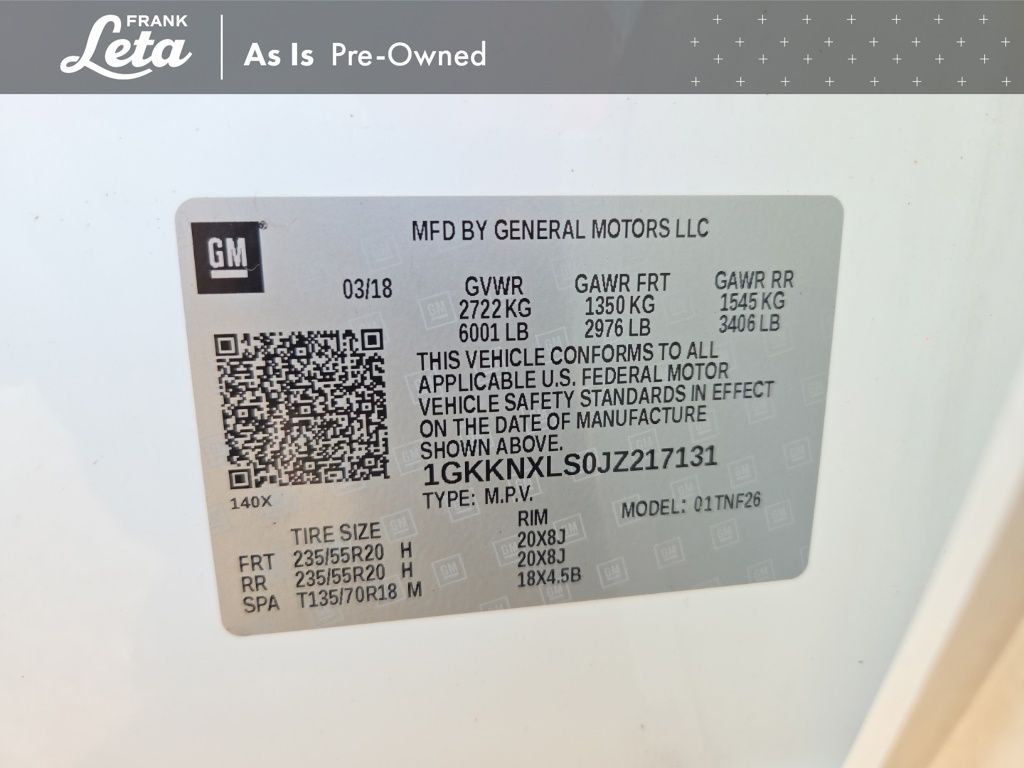 FRANK
Leta
As Is Pre-Owned
GM
MFD BY GENERAL MOTORS LLC
03/18
GVWR GAWR FRT GAWR RR
2722 KG 1350 KG 1545 KG
6001 LB 2976 LB 3406 LB
THIS VEHICLE CONFORMS TO ALL
APPLICABLE U.S. FEDERAL MOTOR
VEHICLE SAFETY STANDARDS IN EFFECT
ON THE DATE OF MANUFACTURE
SHOWN ABOVE.
1GKKNXLS0JZ217131
140X
TYPE: M.P.V. MODEL: 01TNF26
TIRE SIZE RIM
FRT 235/55R20 H 20X8J
RR 235/55R20 H 20X8J
SPA T135/70R18 M 18X4.5B